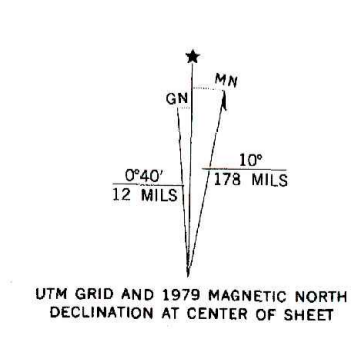 ★
MN
GN
0°40'
12 MILS
10°
178 MILS
UTM GRID AND 1979 MAGNETIC NORTH
DECLINATION AT CENTER OF SHEET